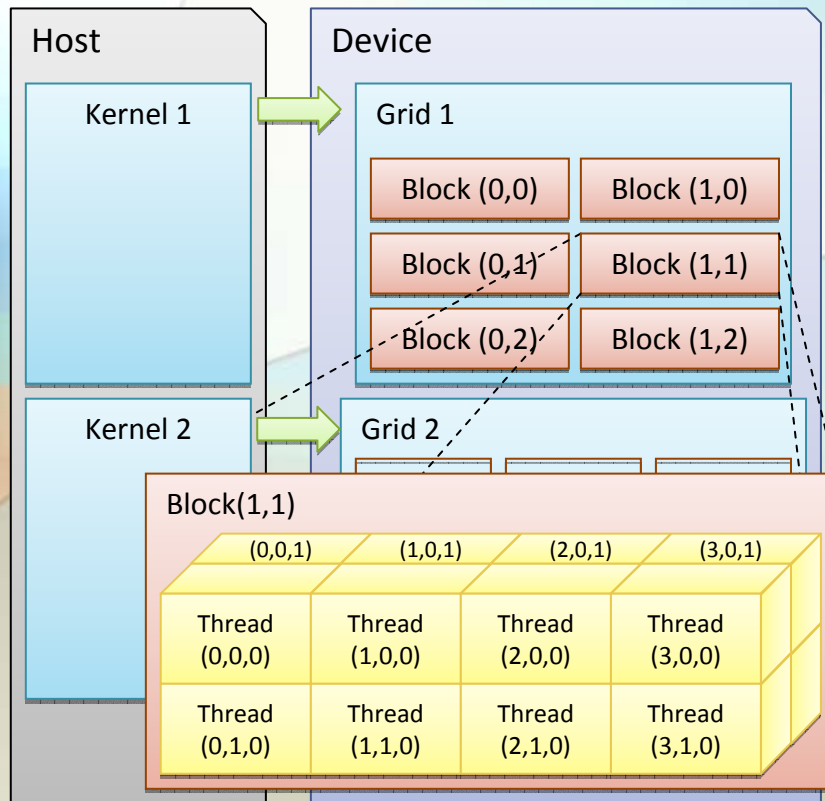 Host
Device
Kernel 1
Grid 1
Block (0,0)
Block (1,0)
Block (0,1)
Block (1,1)
Block (0,2)
Block (1,2)
Kernel 2
Grid 2
Block(1,1)
(0,0,1)
(1,0,1)
(2,0,1)
(3,0,1)
Thread
(0,0,0)
Thread
(1,0,0)
Thread
(2,0,0)
Thread
(3,0,0)
Thread
(0,1,0)
Thread
(1,1,0)
Thread
(2,1,0)
Thread
(3,1,0)